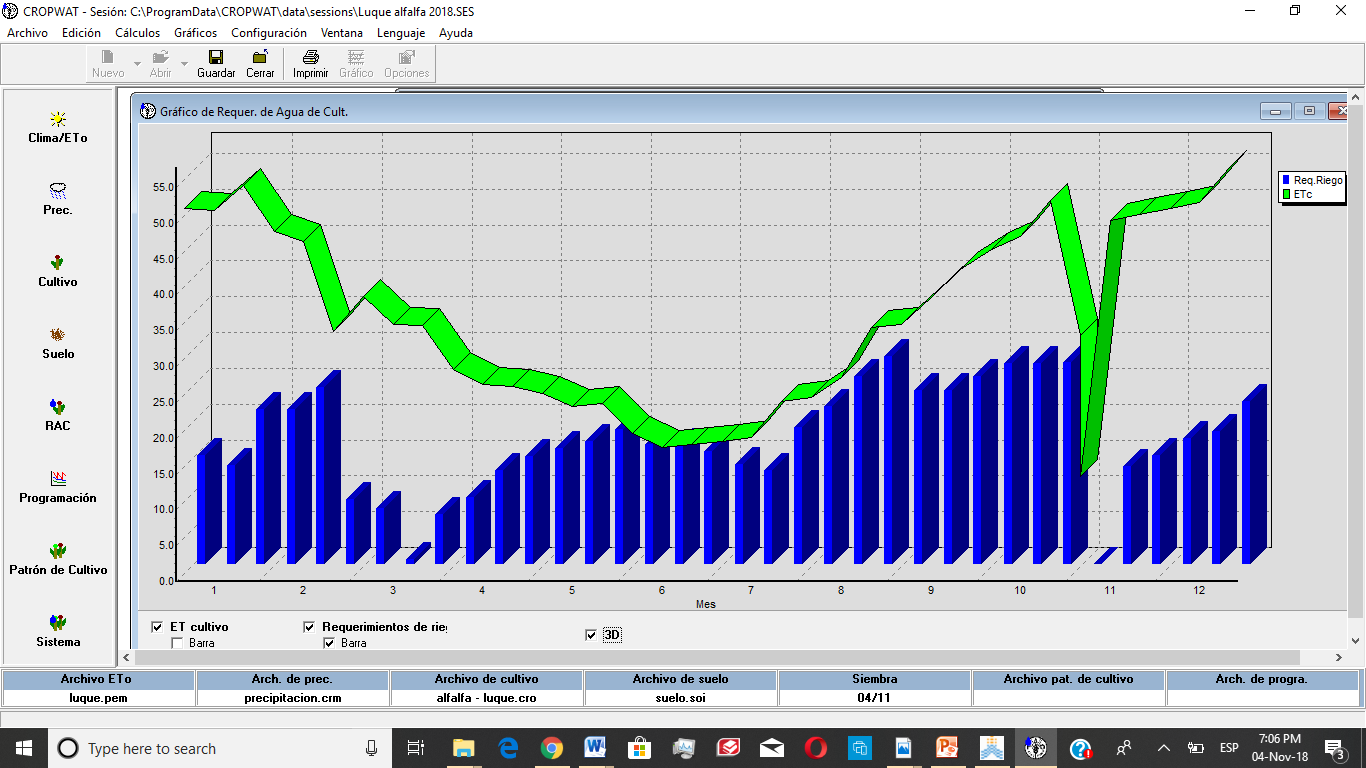 CROPWAT - Sesión: C:\ProgramData\CROPWAT\data\sessions\Luque alfalfa 2018.SES
Archivo Edición Cálculos Gráficos Configuración Ventana Lenguaje Ayuda
Nuevo Abrir Guardar Cerrar Imprimir Gráfico Opciones
Clima/ETo
Prec.
Cultivo
Suelo
RAC
Programación
Patrón de Cultivo
Sistema
Gráfico de Requer. de Agua de Cult.
55.0
50.0
45.0
40.0
35.0
30.0
25.0
20.0
15.0
10.0
5.0
0.0
1 2 3 4 5 6 7 8 9 10 11 12
Mes
Req.Riego
ETc
ET cultivo Requerimientos de rie 3D
Barra Barra
Archivo ETo Arch. de prec. Archivo de cultivo Archivo de suelo Siembra Archivo pat. de cultivo Arch. de progra.
luque.pem precipitacion.crm alfalfa - luque.cro suelo.soi 04/11
Type here to search
ESP
7:06 PM
04-Nov-18
3